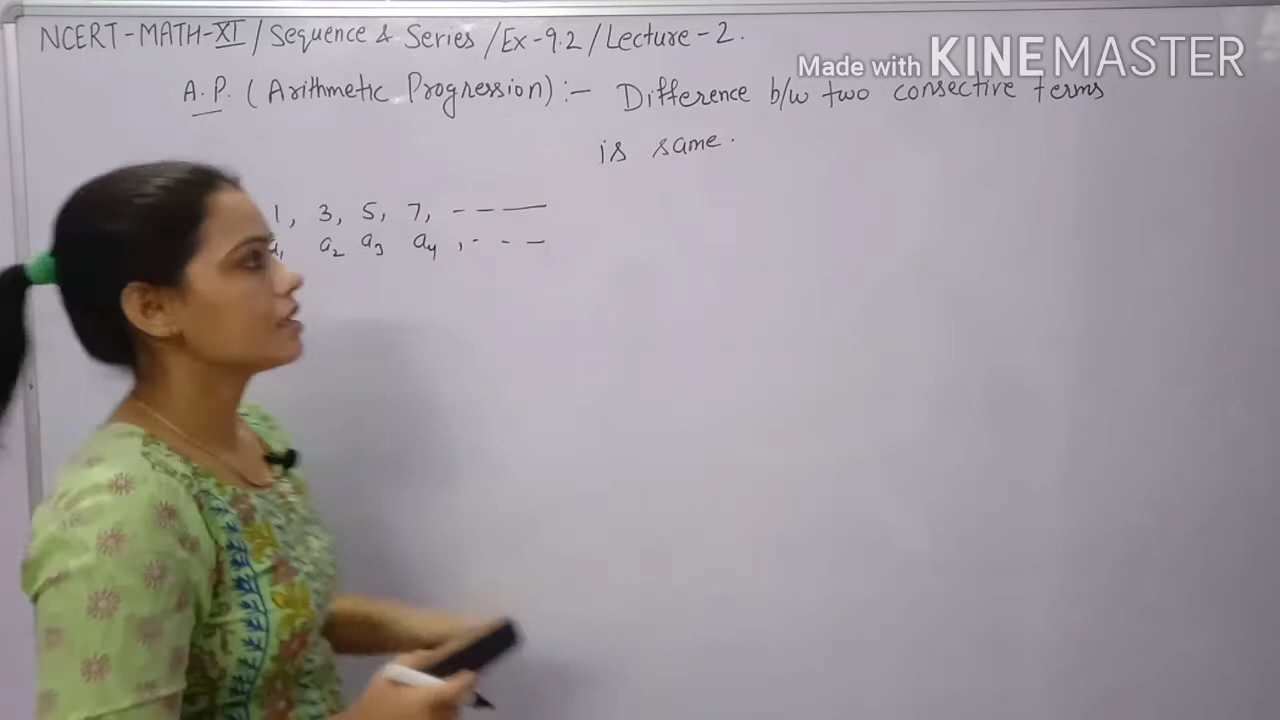 NCERT-MATH-XI / Sequence & Series / Ex-9.2 / Lecture-2.
Made with KINEMASTER
A.P. (Arithmetic Progression) :- Difference b/w two consective terms
is same.
1, 3, 5, 7, - - —
a₁ a₂ a₃ a₄ , - - -